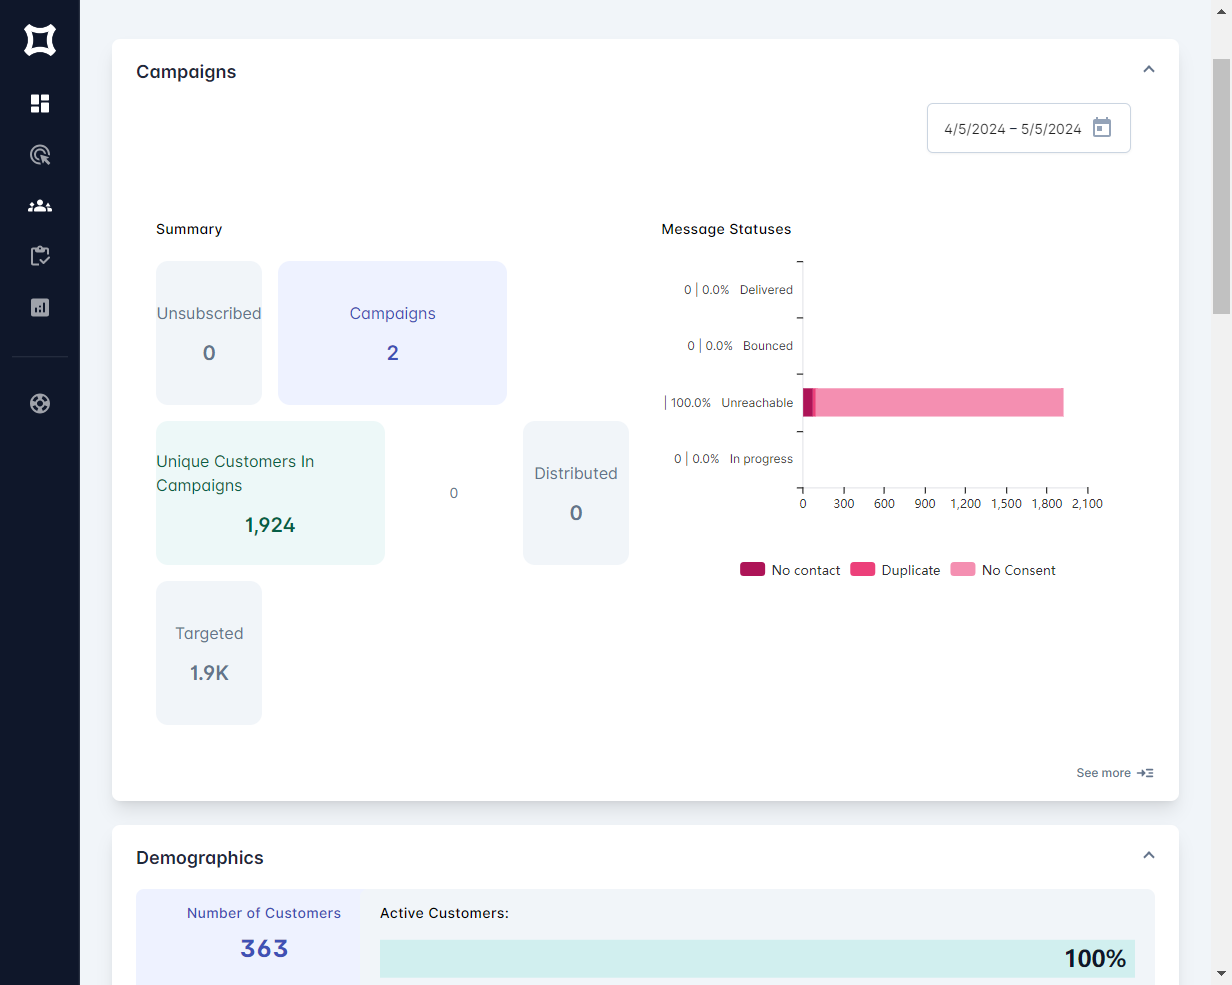 Campaigns
4/5/2024 – 5/5/2024
Summary
Unsubscribed
0
Campaigns
2
Unique Customers In
Campaigns
1,924
0
Distributed
0
Targeted
1.9K
Message Statuses
0 | 0.0% Delivered
0 | 0.0% Bounced
| 100.0% Unreachable
0 | 0.0% In progress
0 300 600 900 1,200 1,500 1,800 2,100
No contact Duplicate No Consent
See more
Demographics
Number of Customers
363
Active Customers:
100%